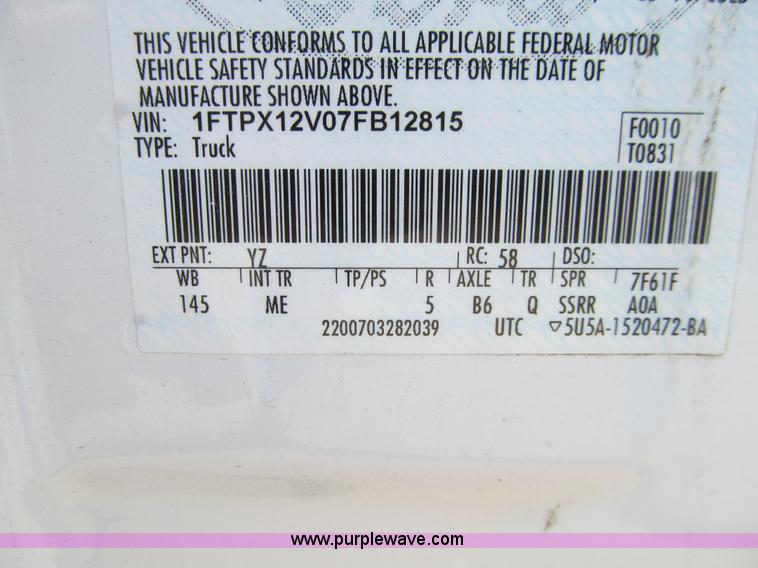 THIS VEHICLE CONFORMS TO ALL APPLICABLE FEDERAL MOTOR
VEHICLE SAFETY STANDARDS IN EFFECT ON THE DATE OF
MANUFACTURE SHOWN ABOVE.
VIN: 1FTPX12V07FB12815
F0010
TYPE: Truck
T0831
EXT PNT: YZ RC: 58 DSO:
WB INT TR TP/PS R AXLE TR SPR 7F61F
145 ME 5 B6 Q SSRR A0A
2200703282039 UTC ▽5U5A-1520472-BA
www.purplewave.com